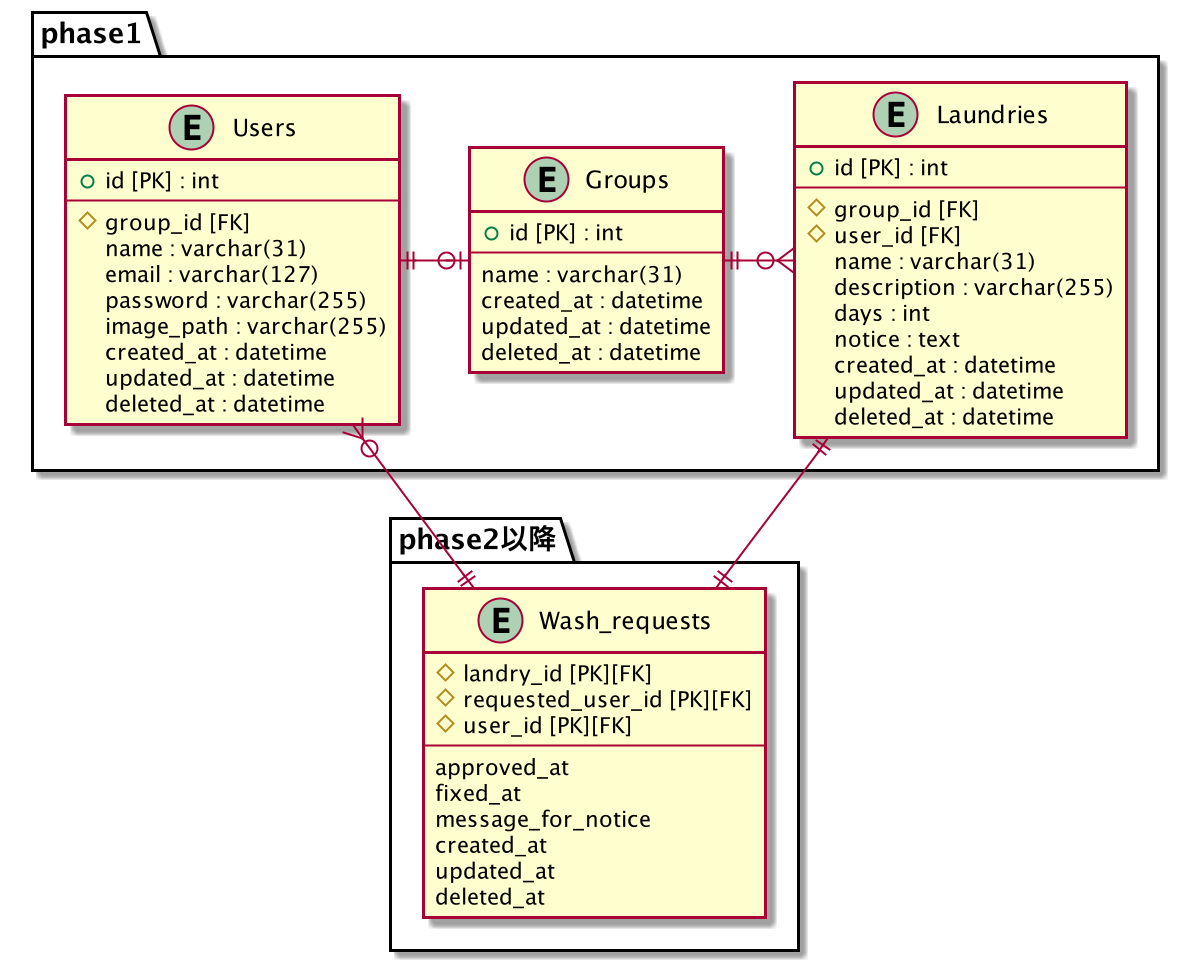 phase1
E Users
id [PK] : int
group_id [FK]
name : varchar(31)
email : varchar(127)
password : varchar(255)
image_path : varchar(255)
created_at : datetime
updated_at : datetime
deleted_at : datetime
E Groups
id [PK] : int
name : varchar(31)
created_at : datetime
updated_at : datetime
deleted_at : datetime
E Laundries
id [PK] : int
group_id [FK]
user_id [FK]
name : varchar(31)
description : varchar(255)
days : int
notice : text
created_at : datetime
updated_at : datetime
deleted_at : datetime
phase2以降
E Wash_requests
landry_id [PK][FK]
requested_user_id [PK][FK]
user_id [PK][FK]
approved_at
fixed_at
message_for_notice
created_at
updated_at
deleted_at